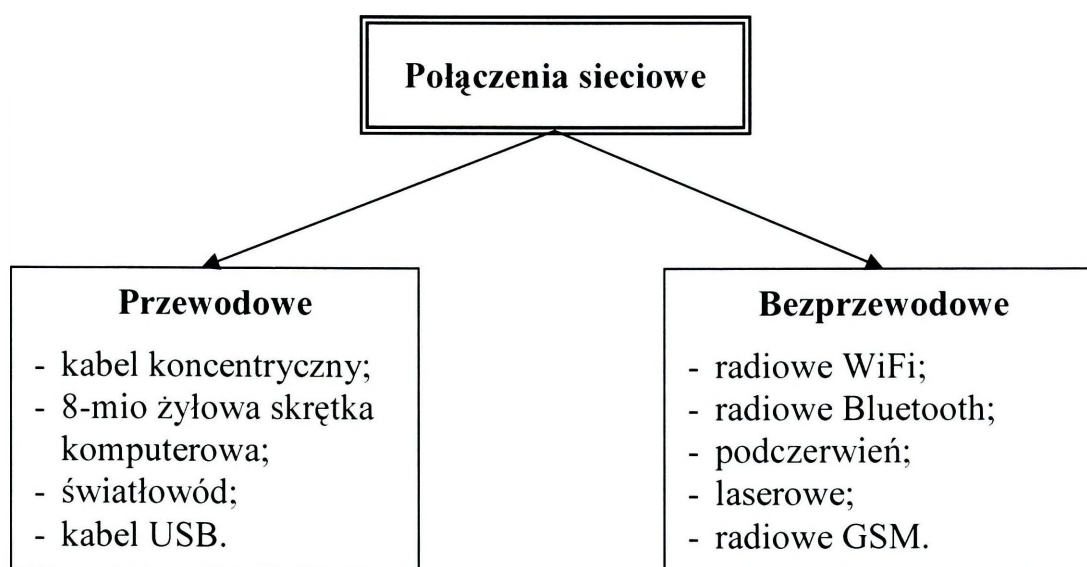 Połączenia sieciowe
Przewodowe
- kabel koncentryczny;
- 8-mio żyłowa skrętka
komputerowa;
- światłowód;
- kabel USB.
Bezprzewodowe
- radiowe WiFi;
- radiowe Bluetooth;
- podczerwień;
- laserowe;
- radiowe GSM.